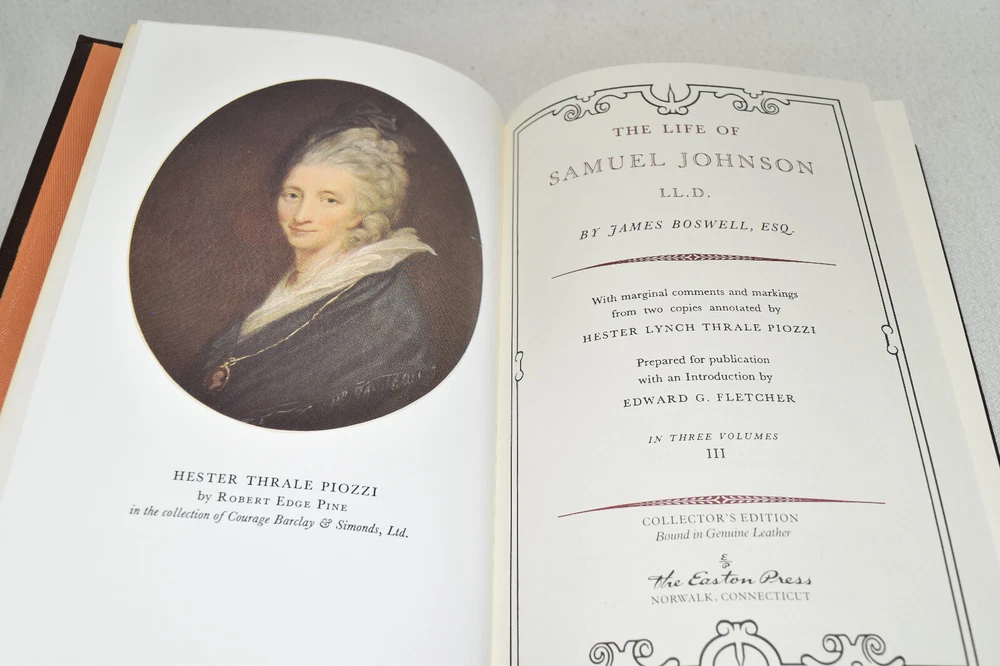 HESTER THRALE PIOZZI
by ROBERT EDGE PINE
in the collection of Courage Barclay & Simonds, Ltd.
THE LIFE OF
SAMUEL JOHNSON
LL.D.
BY JAMES BOSWELL, ESQ.
With marginal comments and markings
from two copies annotated by
HESTER LYNCH THRALE PIOZZI
Prepared for publication
with an Introduction by
EDWARD G. FLETCHER
IN THREE VOLUMES
III
COLLECTOR'S EDITION
Bound in Genuine Leather
E/P
The Easton Press
NORWALK, CONNECTICUT